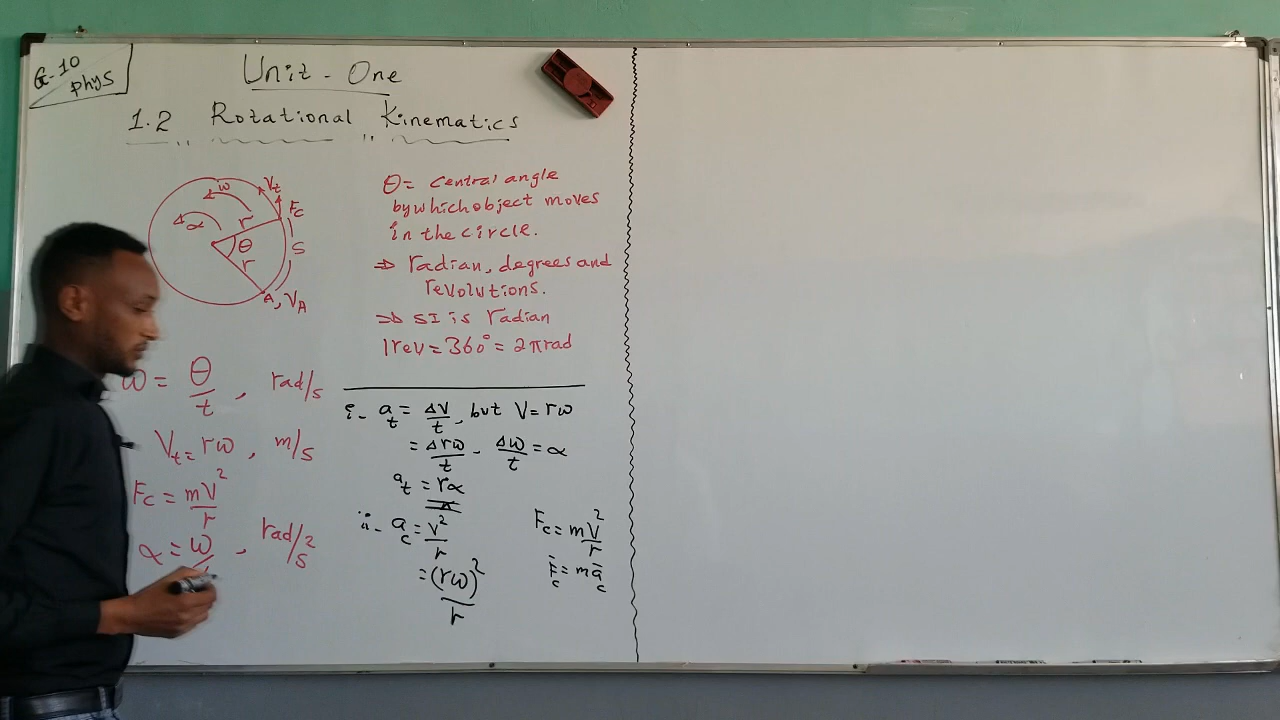 G-10
phys
Unit - One
1.2 Rotational Kinematics
ω
Vt
Fc
α
r
θ
S
r
A, VA
θ = Central angle
by which object moves
in the circle.
⇒ radian, degrees and
revolutions.
⇒ SI is radian
1rev = 360° = 2π rad
ω = θ/t, rad/s
Vt = rω, m/s
Fc = mV²/r
α = ω/t, rad/s²
i- at = ΔV/t, but V = rω
= Δrω/t - Δω/t = α
at = rα
ii- ac = v²/r
= (rω)²/r
Fc = mV²/r
Fc = mac